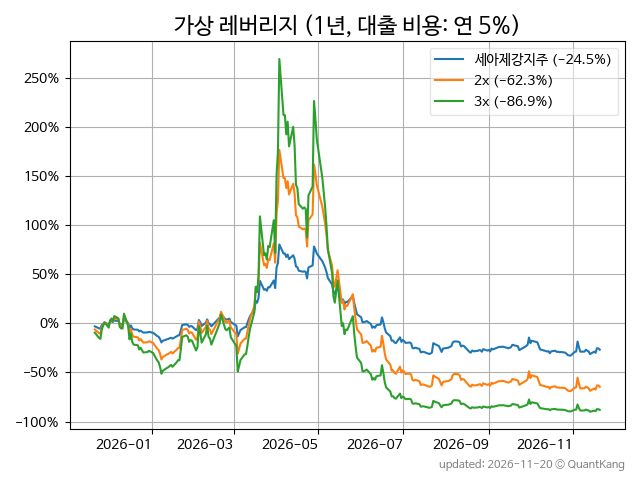 가상 레버리지 (1년, 대출 비용: 연 5%)
세아제강지주 (-24.5%)
2x (-62.3%)
3x (-86.9%)
250%
200%
150%
100%
50%
0%
-50%
-100%
2026-01 2026-03 2026-05 2026-07 2026-09 2026-11
updated: 2026-11-20 © QuantKang